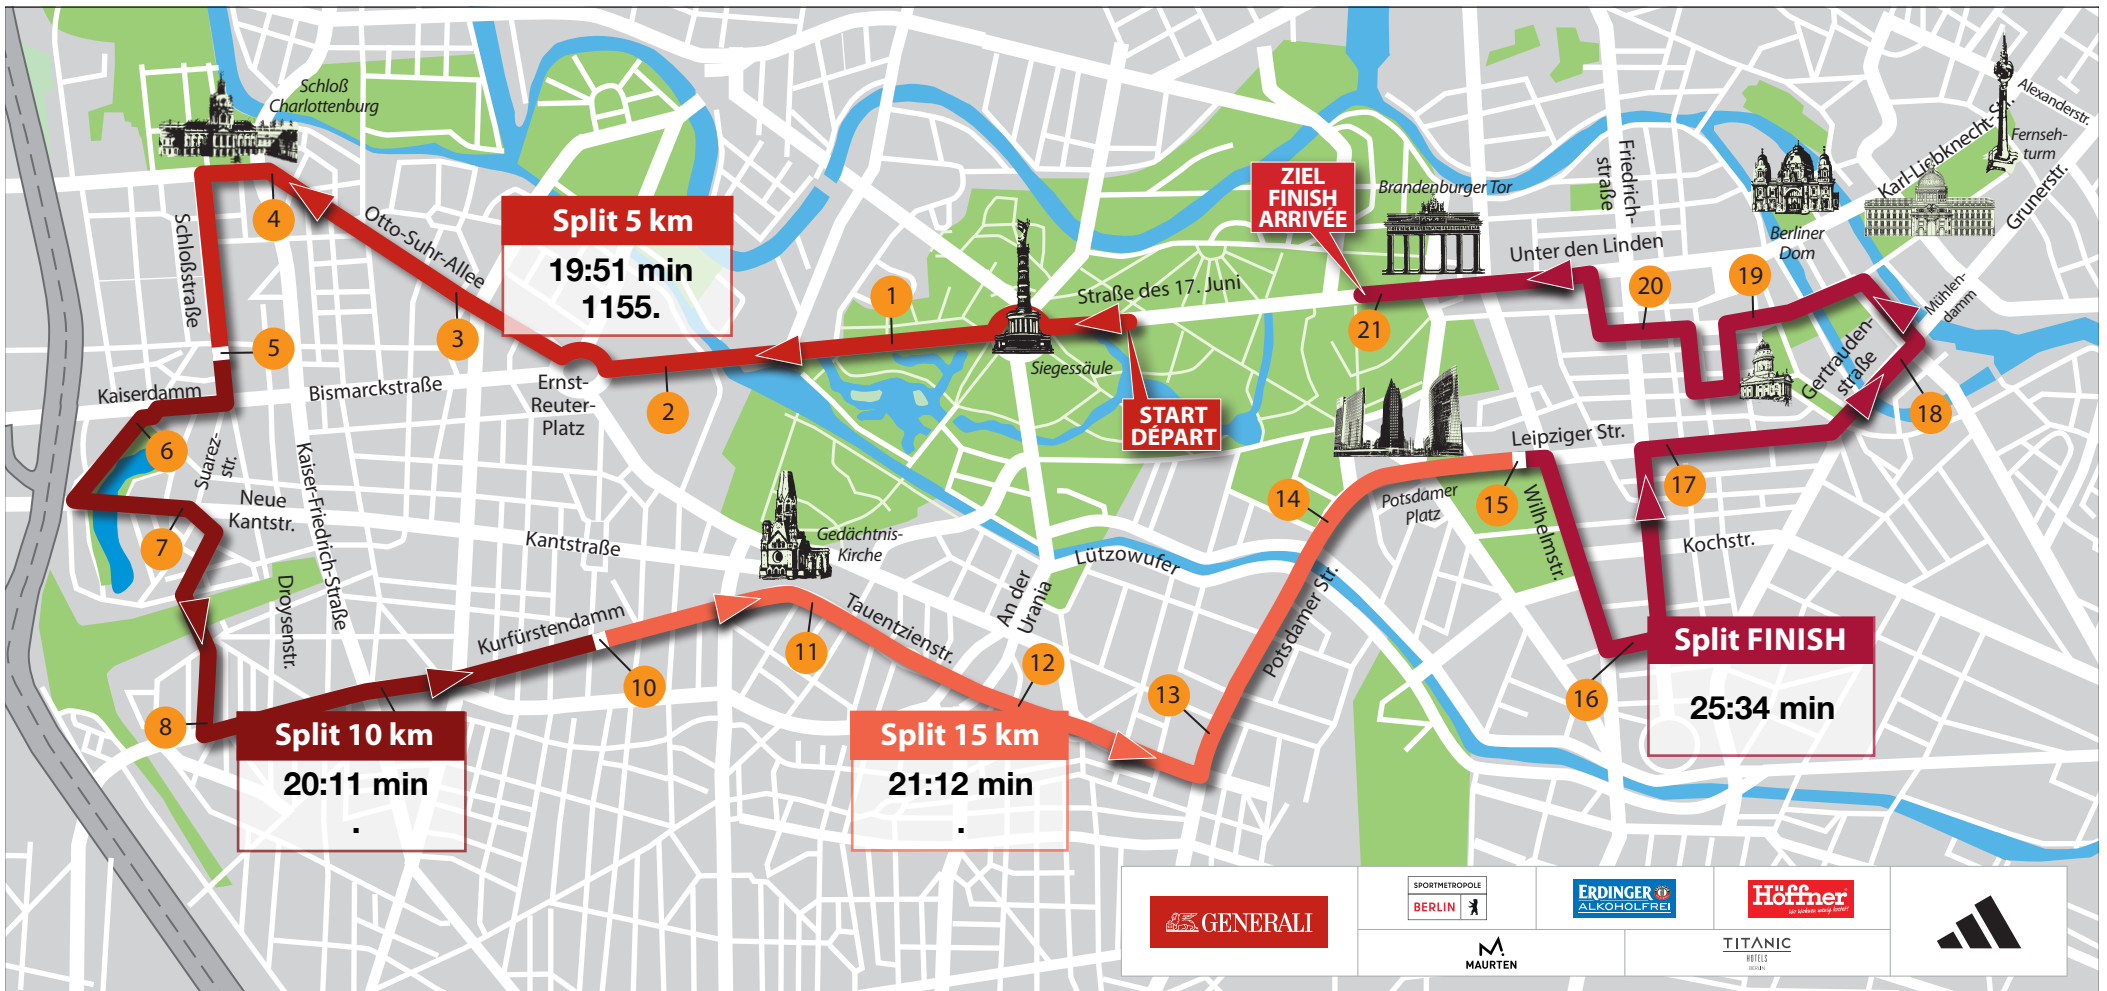 Schloß
Charlottenburg
Alexanderstr.
Karl-Liebknecht-Str.
Fernseh-
turm
Grunerstr.
Friedrich-
straße
ZIEL
FINISH
ARRIVÉE
Brandenburger Tor
Berliner
Dom
Unter den Linden
Mühlen-
damm
4
Otto-Suhr-Allee
Schloßstraße
Split 5 km
19:51 min
1155.
3
5
1
Straße des 17. Juni
Siegessäule
21
20
19
Gertrauden-
straße
18
START
DÉPART
2
Ernst-
Reuter-
Platz
Kaiserdamm
Bismarckstraße
6
Suarez-
str.
Neue
Kantstr.
7
Kaiser-Friedrich-Straße
Kantstraße
Gedächtnis-
Kirche
Lützowufer
An der
Urania
14
Potsdamer
Platz
15
Leipziger Str.
Wilhelmstr.
17
Kochstr.
Droysenstr.
Kurfürstendamm
Tauentzienstr.
Potsdamer Str.
8
10
11
12
13
16
Split 10 km
20:11 min
.
Split 15 km
21:12 min
.
Split FINISH
25:34 min
GENERALI
SPORTMETROPOLE
BERLIN
ERDINGER
ALKOHOLFREI
Höffner
Wo Wohnen wenig kostet!
MAURTEN
TITANIC
HOTELS
BERLIN